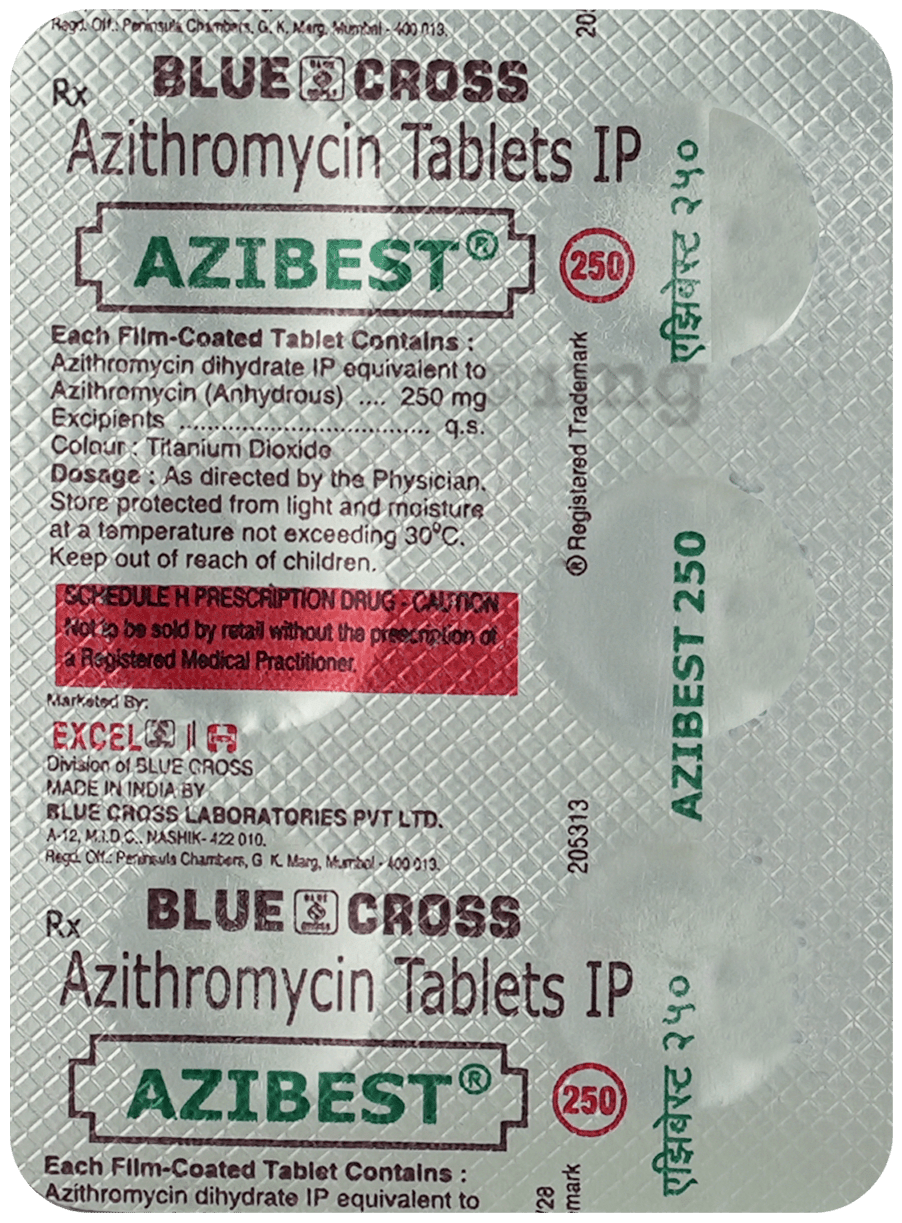 Regd. Off.: Peninsula Chambers, G. K. Marg, Mumbai - 400 013.
Rx
BLUE CROSS
Azithromycin Tablets IP
AZIBEST® 250
Each Film-Coated Tablet Contains :
Azithromycin dihydrate IP equivalent to
Azithromycin (Anhydrous) .... 250 mg
Excipients .................................... q.s.
Colour : Titanium Dioxide
Dosage : As directed by the Physician.
Store protected from light and moisture
at a temperature not exceeding 30°C.
Keep out of reach of children.
SCHEDULE H PRESCRIPTION DRUG - CAUTION
Not to be sold by retail without the prescription of
a Registered Medical Practitioner.
Marketed By:
EXCEL
Division of BLUE CROSS
MADE IN INDIA BY
BLUE CROSS LABORATORIES PVT LTD.
A-12, M.I.D.C., NASHIK- 422 010.
Regd. Off.: Peninsula Chambers, G. K. Marg, Mumbai - 400 013.
Rx
BLUE CROSS
Azithromycin Tablets IP
AZIBEST® 250
Each Film-Coated Tablet Contains :
Azithromycin dihydrate IP equivalent to
® Registered Trademark
205313
एझिबेस्ट २५०
AZIBEST 250
एझिबेस्ट २५०